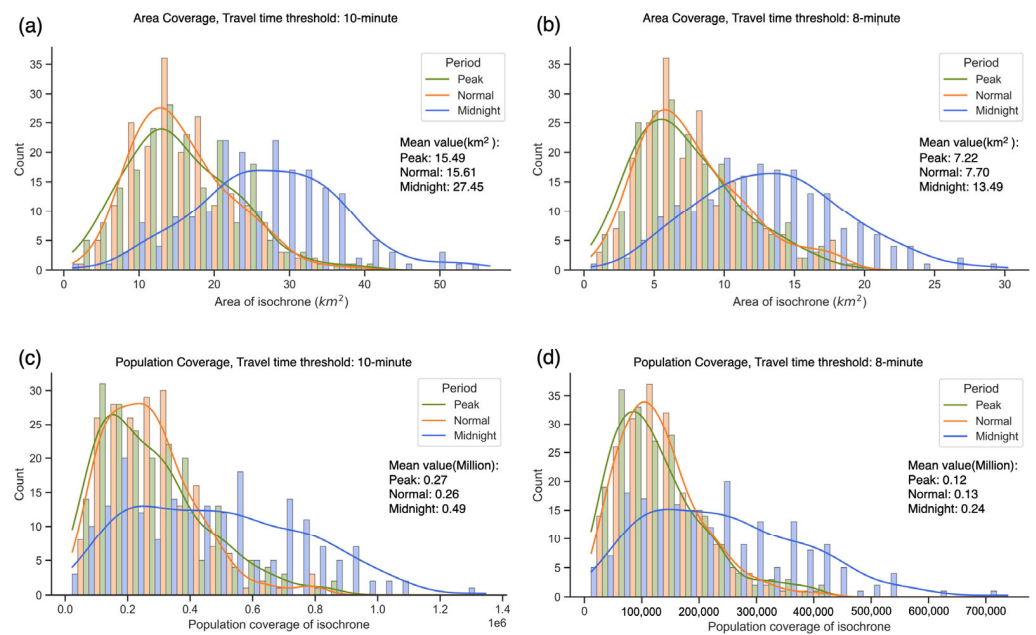 (a)
Area Coverage, Travel time threshold: 10-minute
Count
35
30
25
20
15
10
5
0
0
10
20
30
40
50
Area of isochrone (km²)
Period
Peak
Normal
Midnight
Mean value(km²):
Peak: 15.49
Normal: 15.61
Midnight: 27.45
(b)
Area Coverage, Travel time threshold: 8-minute
Count
35
30
25
20
15
10
5
0
0
5
10
15
20
25
30
Area of isochrone (km²)
Period
Peak
Normal
Midnight
Mean value(km²):
Peak: 7.22
Normal: 7.70
Midnight: 13.49
(c)
Population Coverage, Travel time threshold: 10-minute
Count
30
25
20
15
10
5
0
0.0
0.2
0.4
0.6
0.8
1.0
1.2
1.4
1e6
Population coverage of isochrone
Period
Peak
Normal
Midnight
Mean value(Million):
Peak: 0.27
Normal: 0.26
Midnight: 0.49
(d)
Population Coverage, Travel time threshold: 8-minute
Count
35
30
25
20
15
10
5
0
0
100,000
200,000
300,000
400,000
500,000
600,000
700,000
Population coverage of isochrone
Period
Peak
Normal
Midnight
Mean value(Million):
Peak: 0.12
Normal: 0.13
Midnight: 0.24